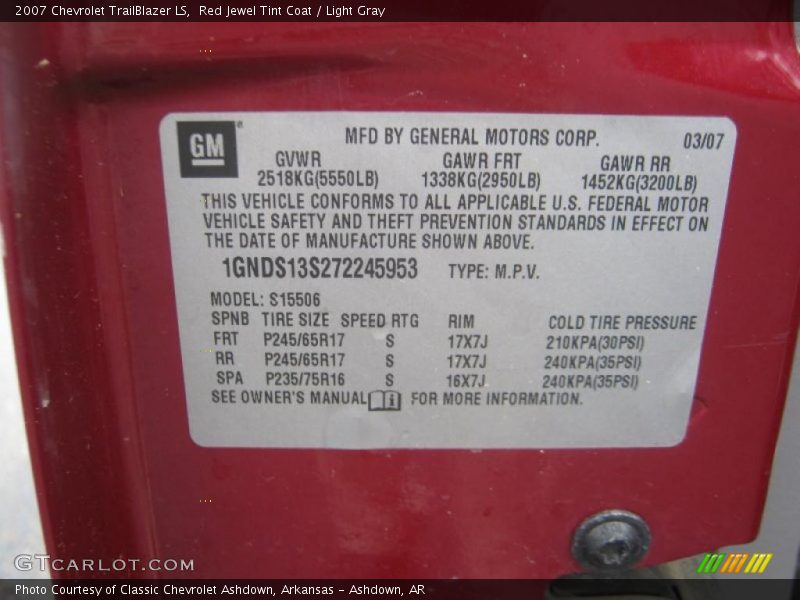 2007 Chevrolet TrailBlazer LS,  Red Jewel Tint Coat / Light Gray
GM
MFD BY GENERAL MOTORS CORP. 03/07
GVWR GAWR FRT GAWR RR
2518KG(5550LB) 1338KG(2950LB) 1452KG(3200LB)
THIS VEHICLE CONFORMS TO ALL APPLICABLE U.S. FEDERAL MOTOR
VEHICLE SAFETY AND THEFT PREVENTION STANDARDS IN EFFECT ON
THE DATE OF MANUFACTURE SHOWN ABOVE.
1GNDS13S272245953 TYPE: M.P.V.
MODEL: S15506
SPNB TIRE SIZE SPEED RTG RIM COLD TIRE PRESSURE
FRT P245/65R17 S 17X7J 210KPA(30PSI)
RR P245/65R17 S 17X7J 240KPA(35PSI)
SPA P235/75R16 S 16X7J 240KPA(35PSI)
SEE OWNER'S MANUAL FOR MORE INFORMATION.
GTCARLOT.COM
Photo Courtesy of Classic Chevrolet Ashdown, Arkansas - Ashdown, AR